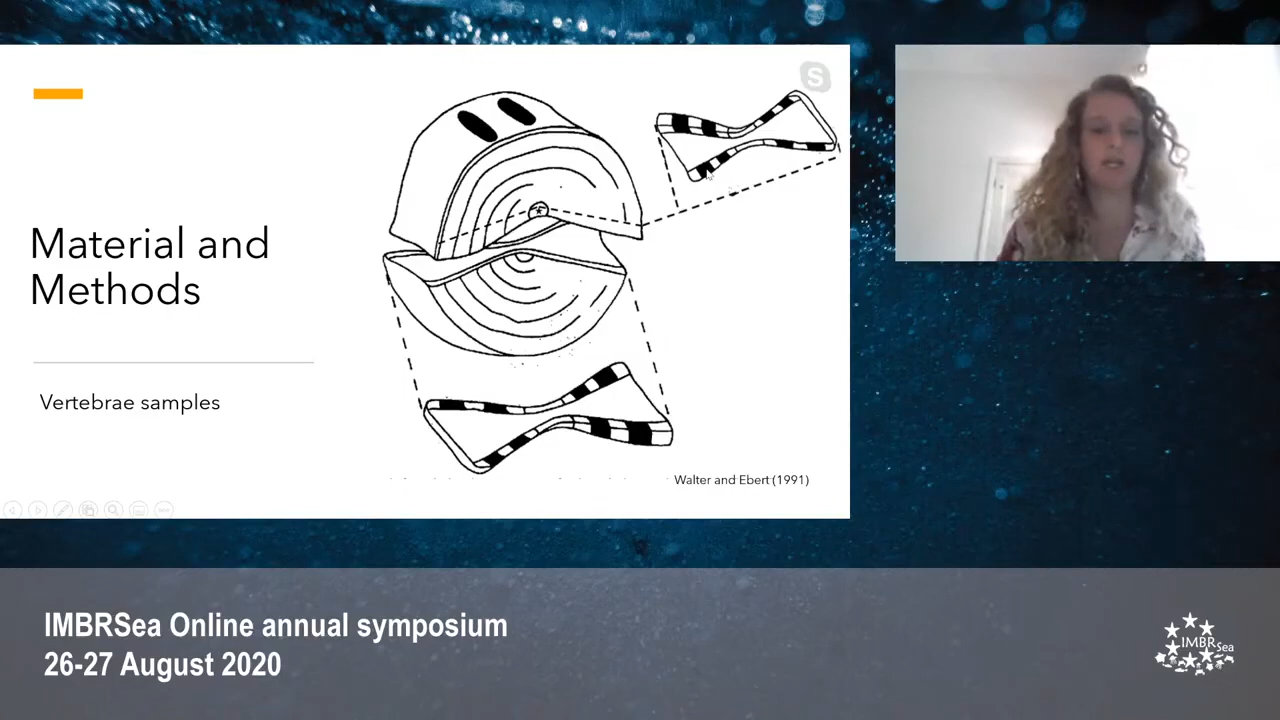 S
Material and
Methods
Vertebrae samples
Walter and Ebert (1991)
IMBRSea Online annual symposium
26-27 August 2020
IMBRSea